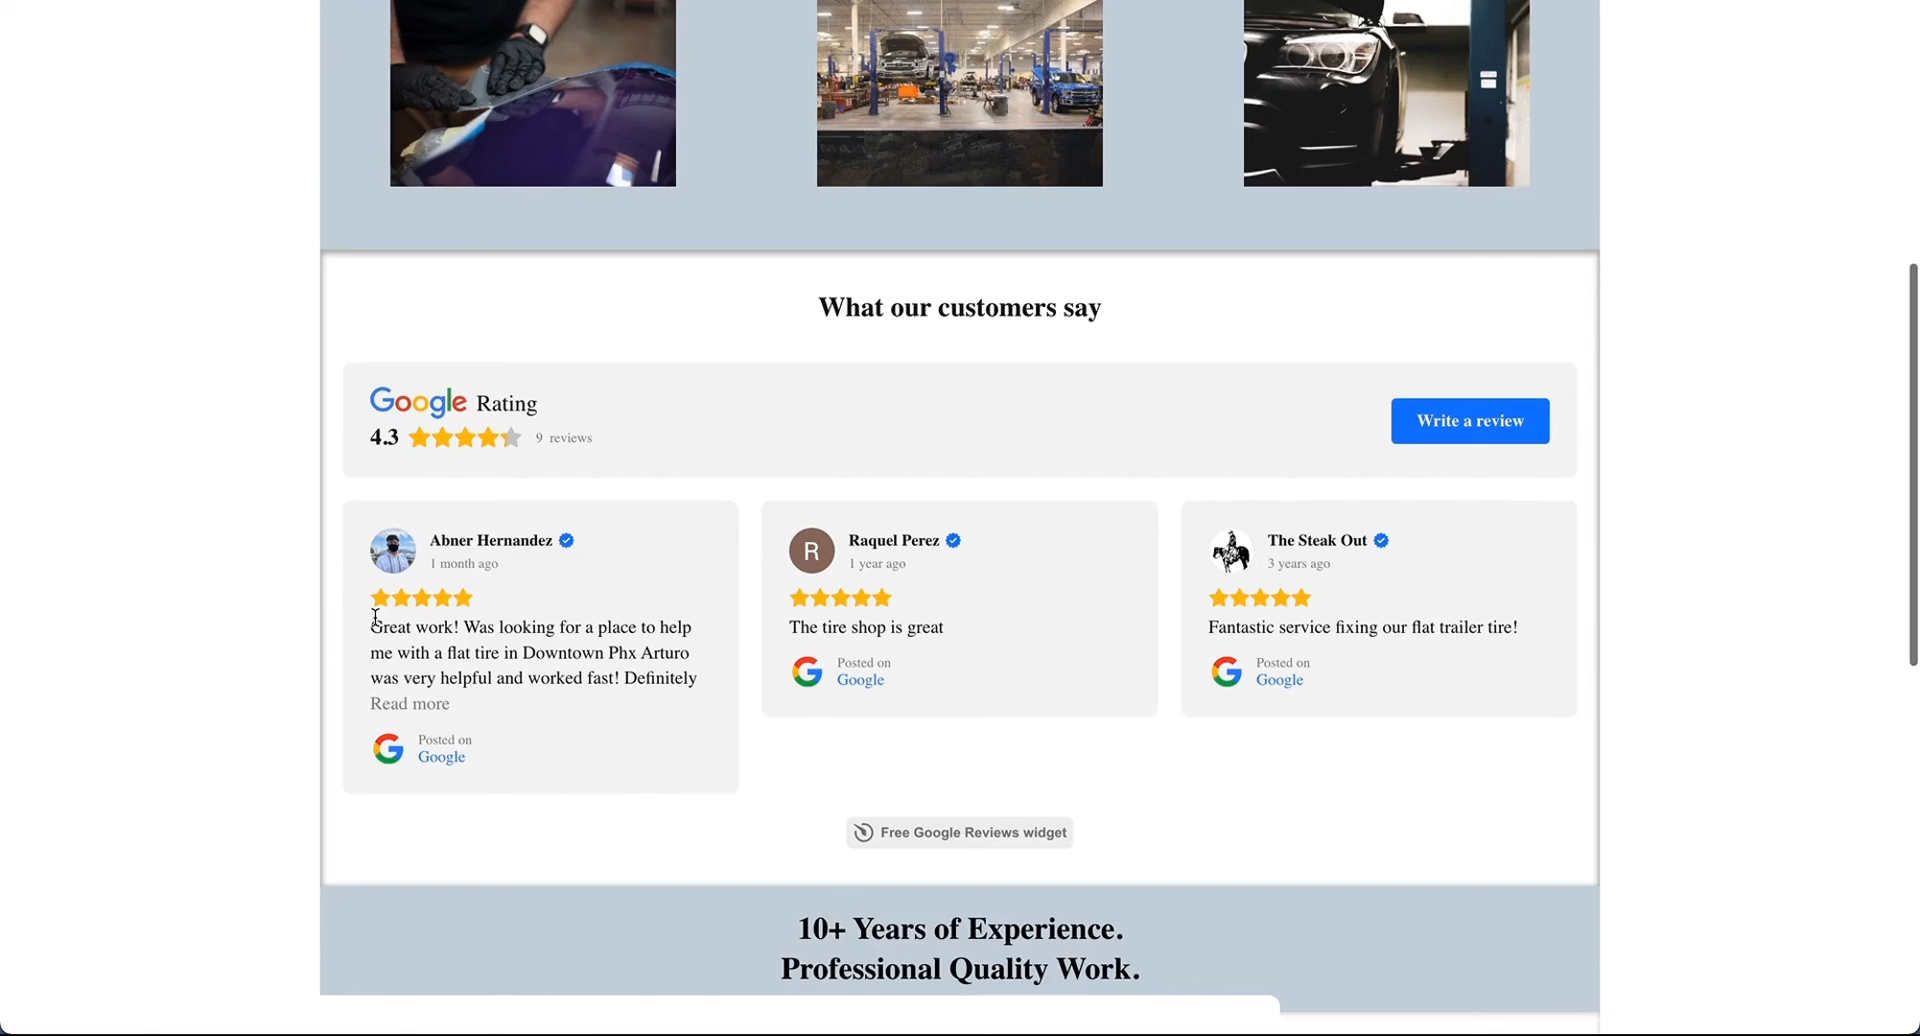 What our customers say
Google Rating
4.3 9 reviews
Write a review
Abner Hernandez
1 month ago
Great work! Was looking for a place to help
me with a flat tire in Downtown Phx Arturo
was very helpful and worked fast! Definitely
Read more
Posted on
Google
R
Raquel Perez
1 year ago
The tire shop is great
Posted on
Google
The Steak Out
3 years ago
Fantastic service fixing our flat trailer tire!
Posted on
Google
Free Google Reviews widget
10+ Years of Experience.
Professional Quality Work.